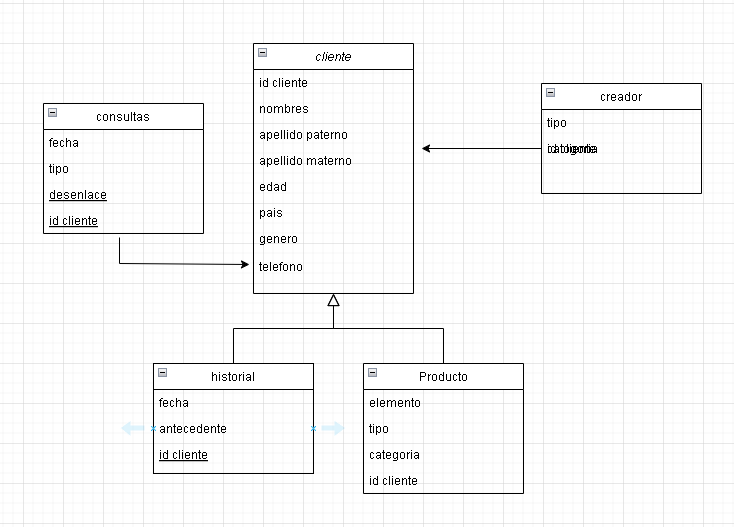 cliente
id cliente
nombres
apellido paterno
apellido materno
edad
pais
genero
telefono
consultas
fecha
tipo
desenlace
id cliente
creador
tipo
historial
fecha
antecedente
id cliente
Producto
elemento
tipo
categoria
id cliente